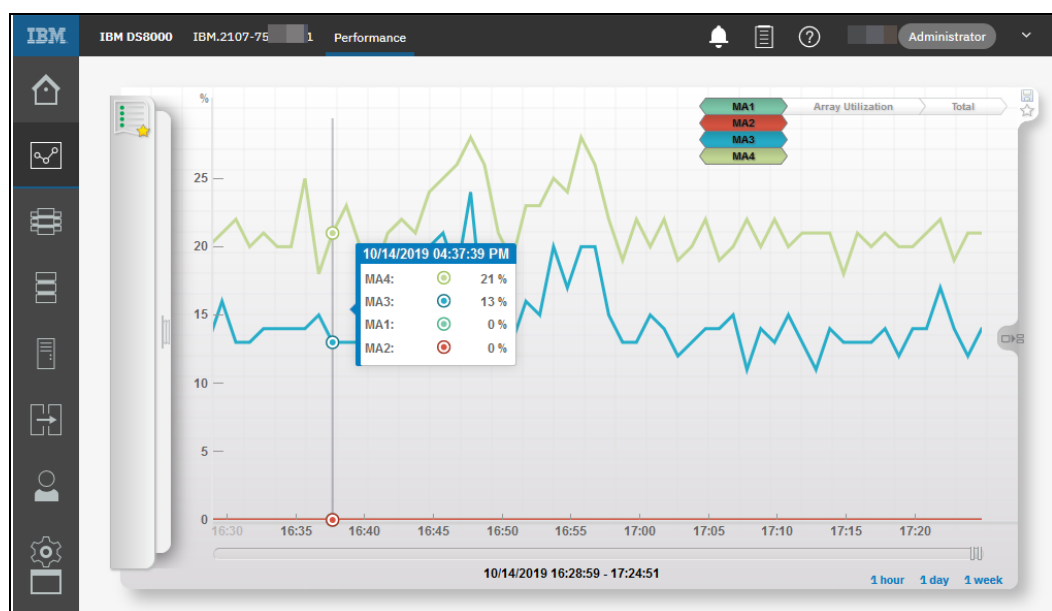 IBM
IBM DS8000 IBM.2107-75 1 Performance
Administrator
%
MA1 Array Utilization Total
MA2
MA3
MA4
25
20
15
10
5
0
10/14/2019 04:37:39 PM
MA4: 21 %
MA3: 13 %
MA1: 0 %
MA2: 0 %
16:30 16:35 16:40 16:45 16:50 16:55 17:00 17:05 17:10 17:15 17:20
10/14/2019 16:28:59 - 17:24:51
1 hour 1 day 1 week